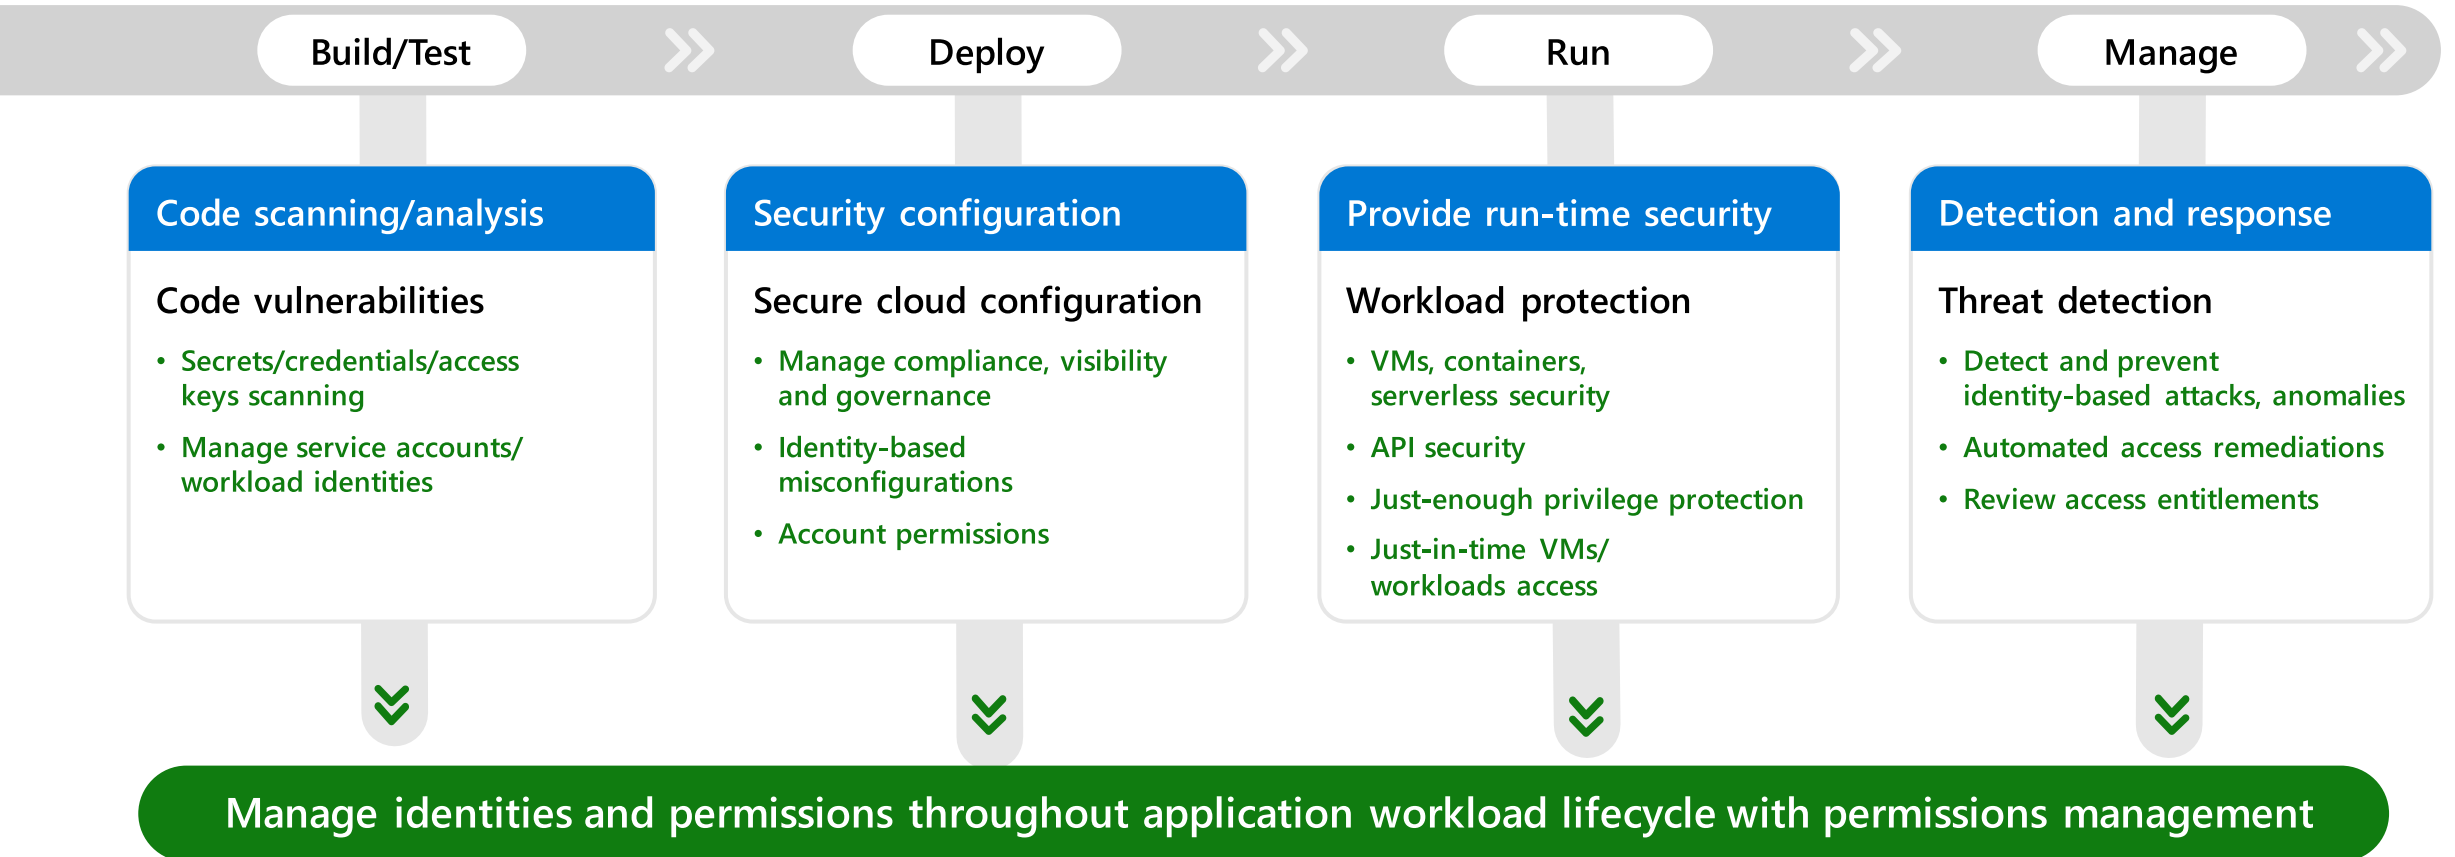 Build/Test
Deploy
Run
Manage
Code scanning/analysis
Code vulnerabilities
• Secrets/credentials/access
keys scanning
• Manage service accounts/
workload identities
Security configuration
Secure cloud configuration
• Manage compliance, visibility
and governance
• Identity-based
misconfigurations
• Account permissions
Provide run-time security
Workload protection
• VMs, containers,
serverless security
• API security
• Just-enough privilege protection
• Just-in-time VMs/
workloads access
Detection and response
Threat detection
• Detect and prevent
identity-based attacks, anomalies
• Automated access remediations
• Review access entitlements
Manage identities and permissions throughout application workload lifecycle with permissions management